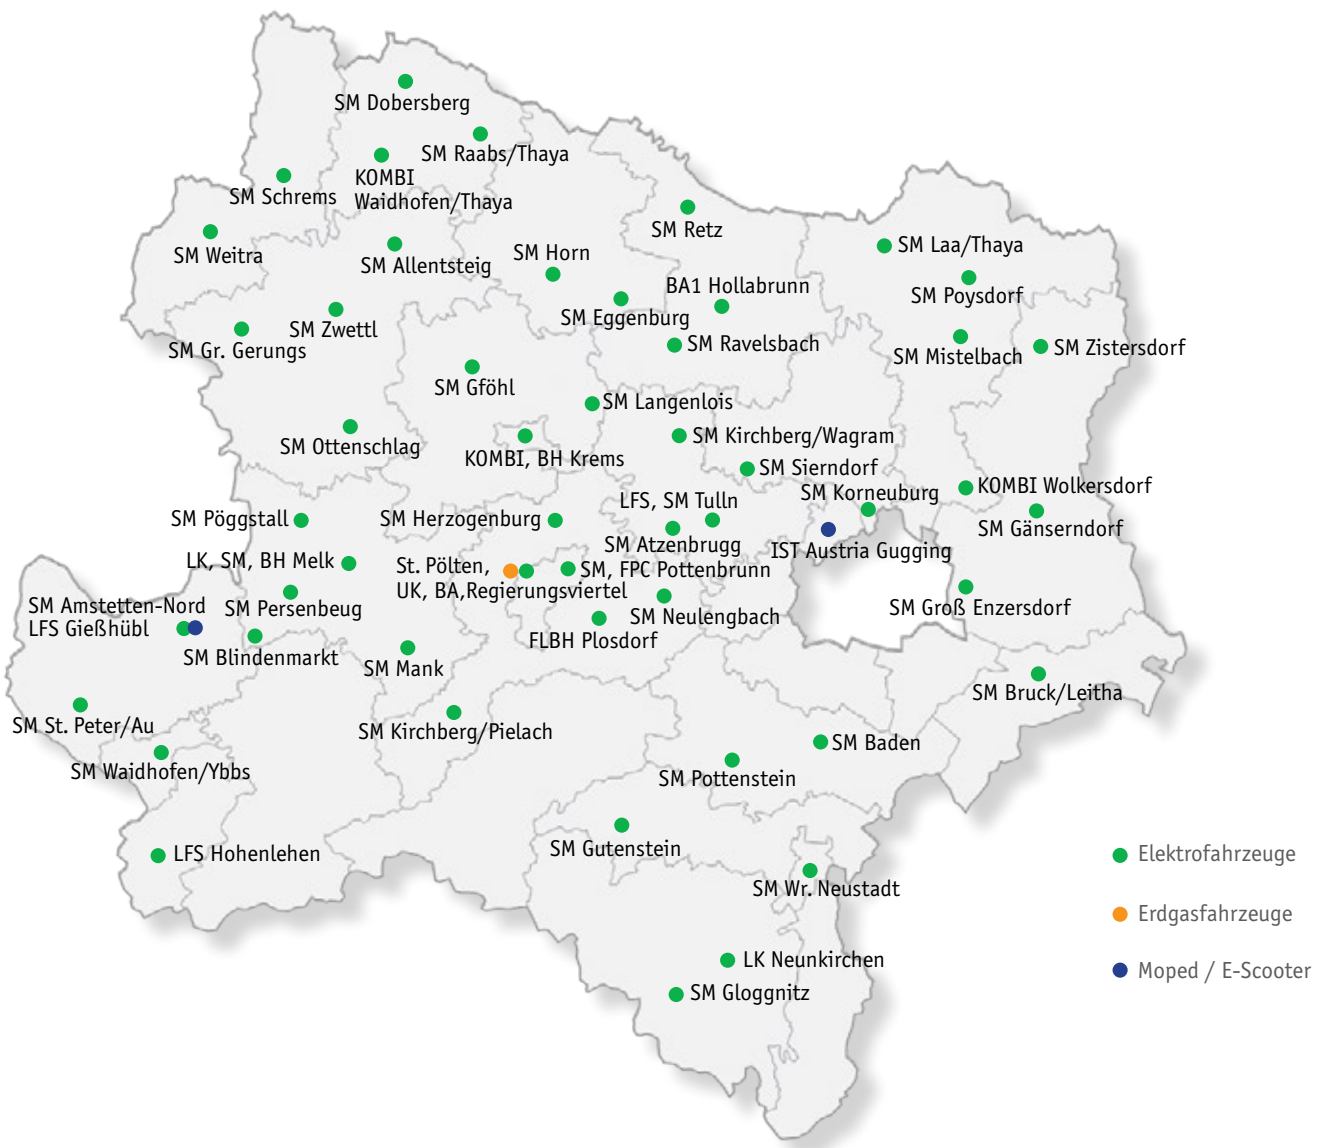 SM Dobersberg
SM Raabs/Thaya
KOMBI
Waidhofen/Thaya
SM Schrems
SM Weitra
SM Allentsteig
SM Horn
SM Retz
SM Laa/Thaya
BA1 Hollabrunn
SM Poysdorf
SM Eggenburg
SM Zwettl
SM Gr. Gerungs
SM Ravelsbach
SM Mistelbach
SM Zistersdorf
SM Gföhl
SM Langenlois
SM Ottenschlag
KOMBI, BH Krems
SM Kirchberg/Wagram
SM Sierndorf
KOMBI Wolkersdorf
SM Korneuburg
LFS, SM Tulln
SM Pöggstall
SM Herzogenburg
SM Gänserndorf
SM Atzenbrugg
IST Austria Gugging
LK, SM, BH Melk
St. Pölten,
UK, BA,Regierungsviertel
SM, FPC Pottenbrunn
SM Amstetten-Nord
LFS Gießhübl
SM Persenbeug
SM Neulengbach
SM Groß Enzersdorf
FLBH Plosdorf
SM Blindenmarkt
SM Mank
SM Bruck/Leitha
SM St. Peter/Au
SM Kirchberg/Pielach
SM Baden
SM Waidhofen/Ybbs
SM Pottenstein
SM Gutenstein
LFS Hohenlehen
Elektrofahrzeuge
SM Wr. Neustadt
Erdgasfahrzeuge
LK Neunkirchen
Moped / E-Scooter
SM Gloggnitz